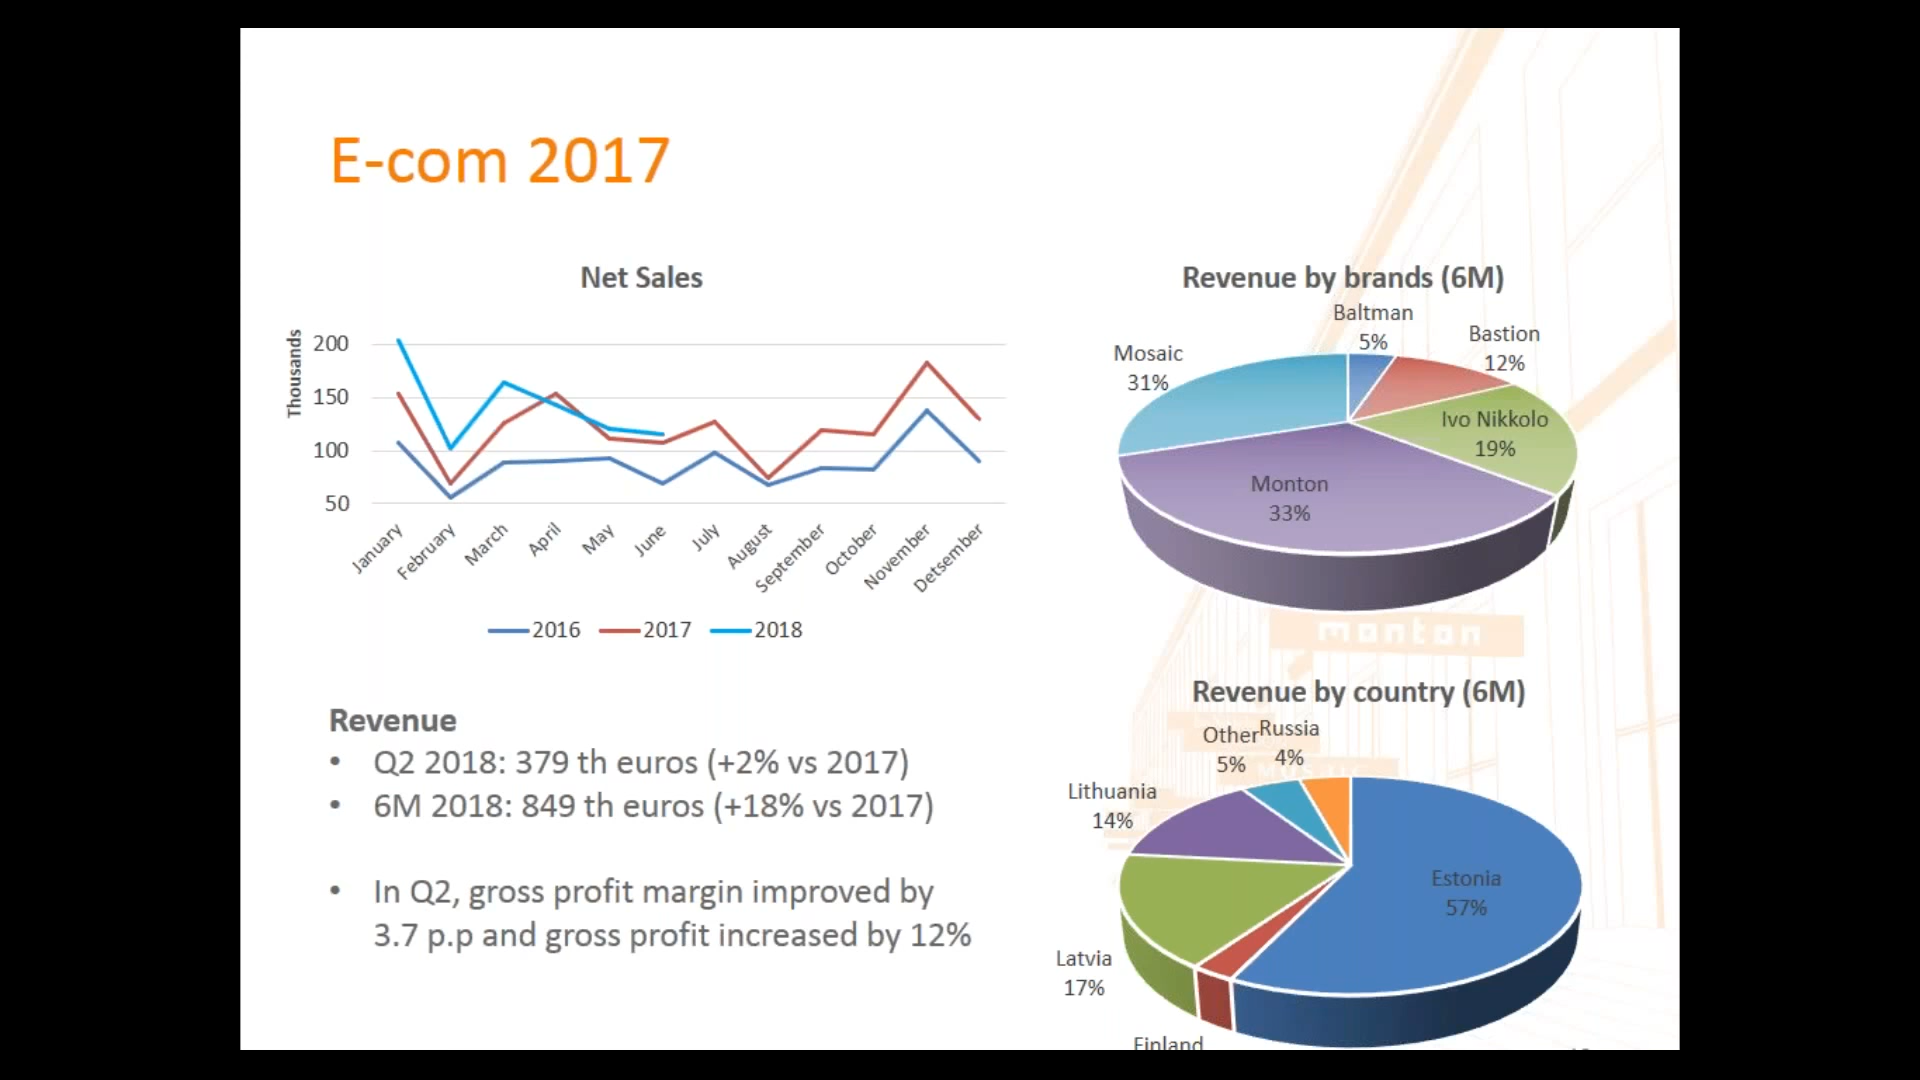 E-com 2017
Net Sales
Thousands
200
150
100
50
January
February
March
April
May
June
July
August
September
October
November
Detsember
2016
2017
2018
Revenue
• Q2 2018: 379 th euros (+2% vs 2017)
• 6M 2018: 849 th euros (+18% vs 2017)
• In Q2, gross profit margin improved by
3.7 p.p and gross profit increased by 12%
Revenue by brands (6M)
Baltman
5%
Bastion
12%
Ivo Nikkolo
19%
Monton
33%
Mosaic
31%
monton
Revenue by country (6M)
Russia
4%
Other
5%
Lithuania
14%
Estonia
57%
Latvia
17%
Finland